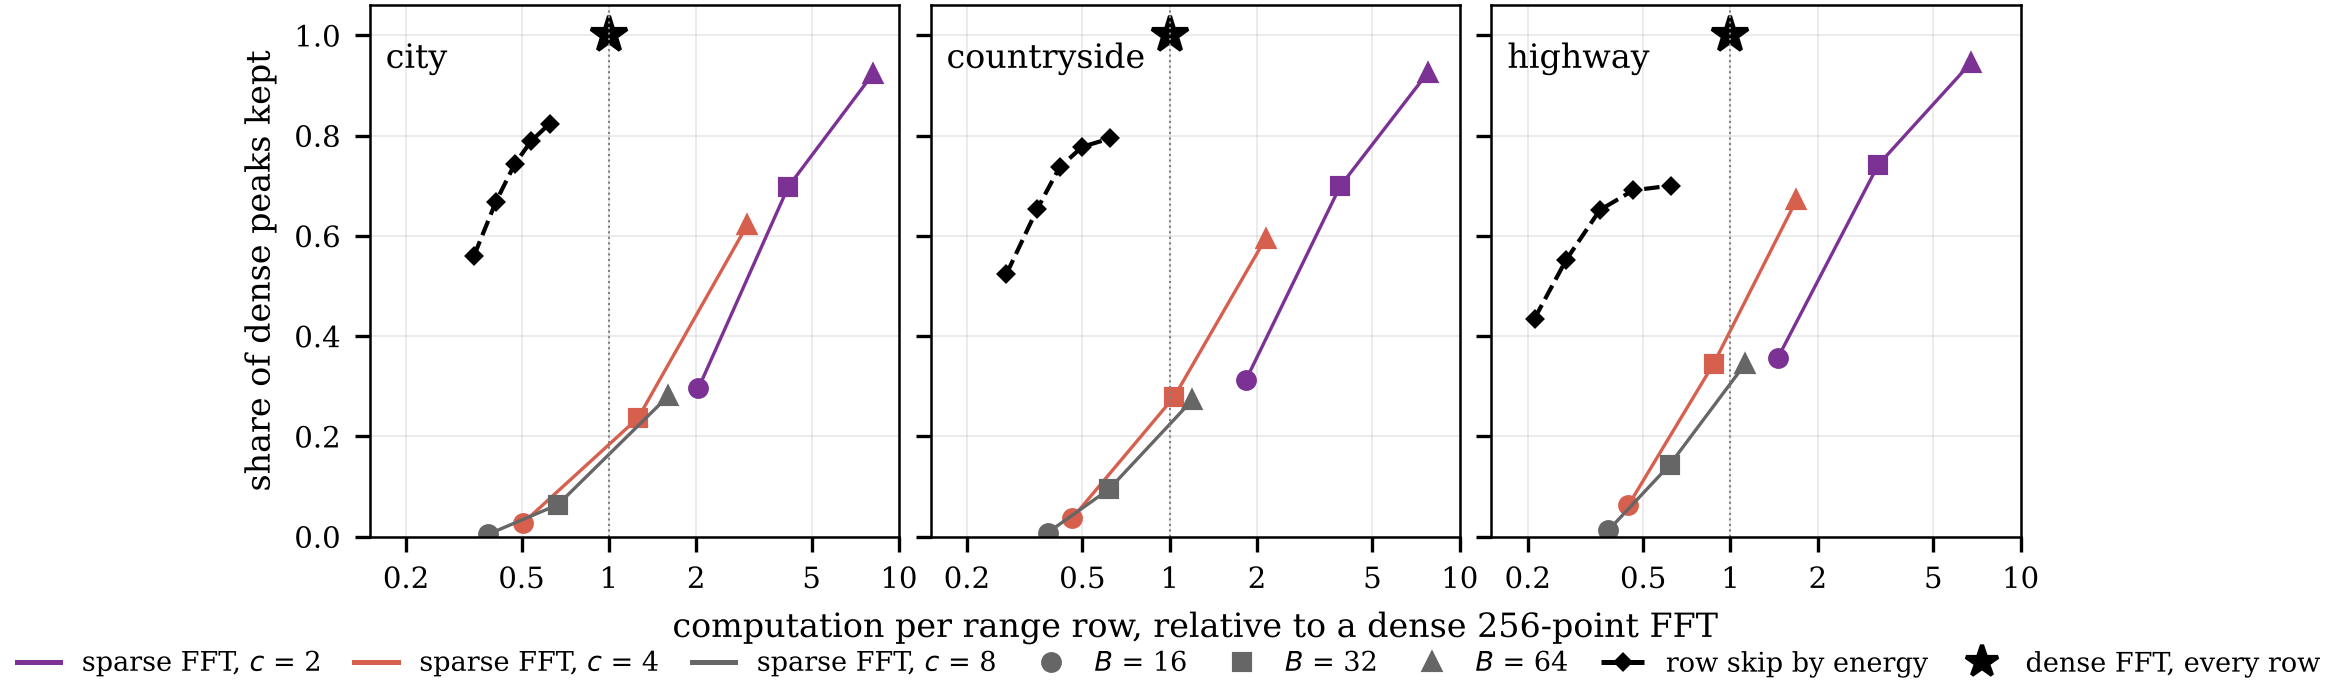 city
countryside
highway
share of dense peaks kept
1.0
0.8
0.6
0.4
0.2
0.0
0.2 0.5 1 2 5 10
0.2 0.5 1 2 5 10
0.2 0.5 1 2 5 10
computation per range row, relative to a dense 256-point FFT
sparse FFT, c = 2 sparse FFT, c = 4 sparse FFT, c = 8 B = 16 B = 32 B = 64 row skip by energy dense FFT, every row